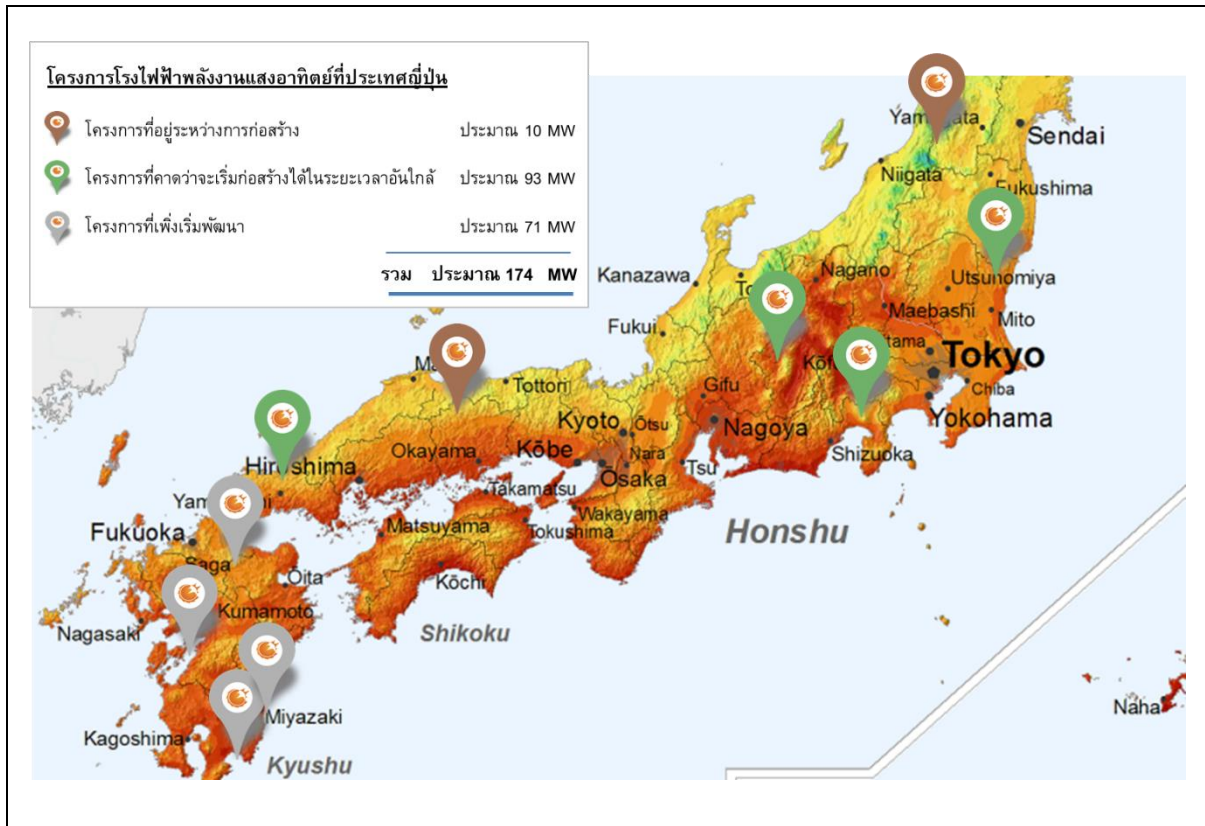 โครงการโรงไฟฟ้าพลังงานแสงอาทิตย์ที่ประเทศญี่ปุ่น
โครงการที่อยู่ระหว่างการก่อสร้าง ประมาณ 10 MW
โครงการที่คาดว่าจะเริ่มก่อสร้างได้ในระยะเวลาอันใกล้ ประมาณ 93 MW
โครงการที่เพิ่งเริ่มพัฒนา ประมาณ 71 MW
รวม ประมาณ 174 MW
Sendai
Niigata
Fukushima
Kanazawa
Nagano
Utsunomiya
Maebashi
Mito
Fukui
Tokyo
Tottori
Gifu
Chiba
Kyoto
Ōtsu
Nagoya
Yokohama
Okayama
Kōbe
Nara
Shizuoka
Ōsaka
Tsu
Takamatsu
Wakayama
Fukuoka
Matsuyama
Tokushima
Honshu
Saga
Ōita
Kōchi
Kumamoto
Nagasaki
Shikoku
Naha
Miyazaki
Kagoshima
Kyushu